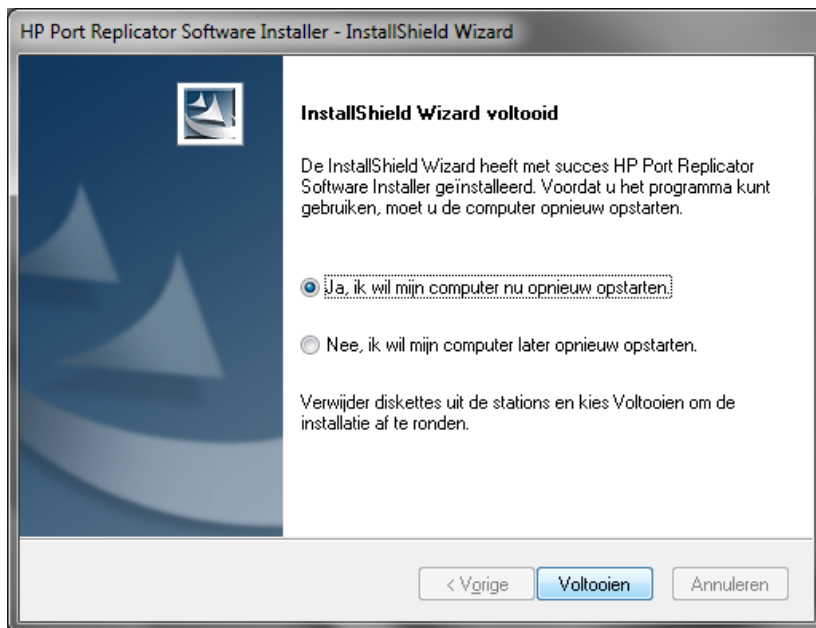 HP Port Replicator Software Installer - InstallShield Wizard
InstallShield Wizard voltooid
De InstallShield Wizard heeft met succes HP Port Replicator
Software Installer geïnstalleerd. Voordat u het programma kunt
gebruiken, moet u de computer opnieuw opstarten.
Ja, ik wil mijn computer nu opnieuw opstarten.
Nee, ik wil mijn computer later opnieuw opstarten.
Verwijder diskettes uit de stations en kies Voltooien om de
installatie af te ronden.
< Vorige Voltooien Annuleren